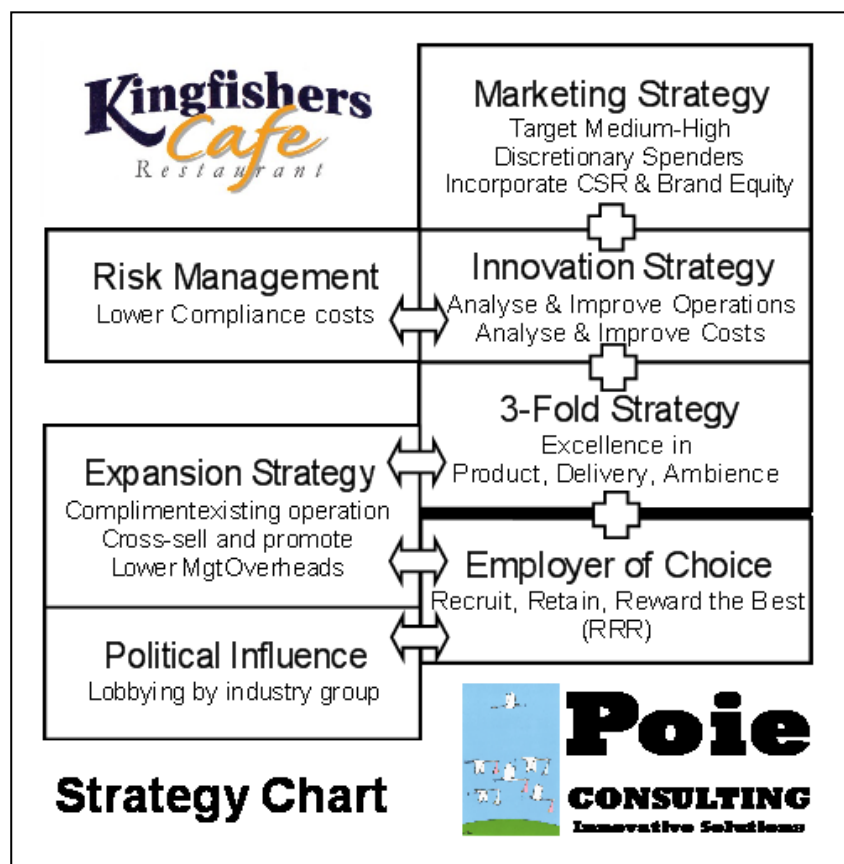 Kingfishers
Cafe
Restaurant
Marketing Strategy
Target Medium-High
Discretionary Spenders
Incorporate CSR & Brand Equity
Risk Management
Lower Compliance costs
Innovation Strategy
Analyse & Improve Operations
Analyse & Improve Costs
3-Fold Strategy
Excellence in
Product, Delivery, Ambience
Expansion Strategy
Complimentexisting operation
Cross-sell and promote
Lower MgtOverheads
Employer of Choice
Recruit, Retain, Reward the Best
(RRR)
Political Influence
Lobbying by industry group
Strategy Chart
Poie
CONSULTING
Innovative Solutions